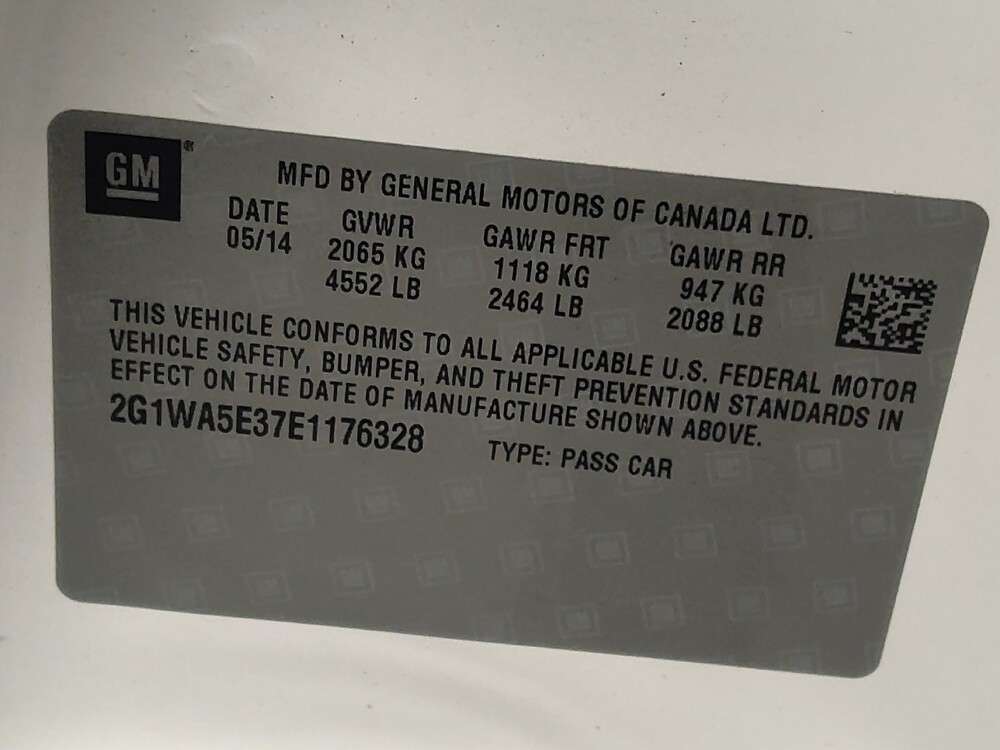 GM ®
MFD BY GENERAL MOTORS OF CANADA LTD.
DATE GVWR GAWR FRT GAWR RR
05/14 2065 KG 1118 KG 947 KG
4552 LB 2464 LB 2088 LB
THIS VEHICLE CONFORMS TO ALL APPLICABLE U.S. FEDERAL MOTOR
VEHICLE SAFETY, BUMPER, AND THEFT PREVENTION STANDARDS IN
EFFECT ON THE DATE OF MANUFACTURE SHOWN ABOVE.
2G1WA5E37E1176328 TYPE: PASS CAR